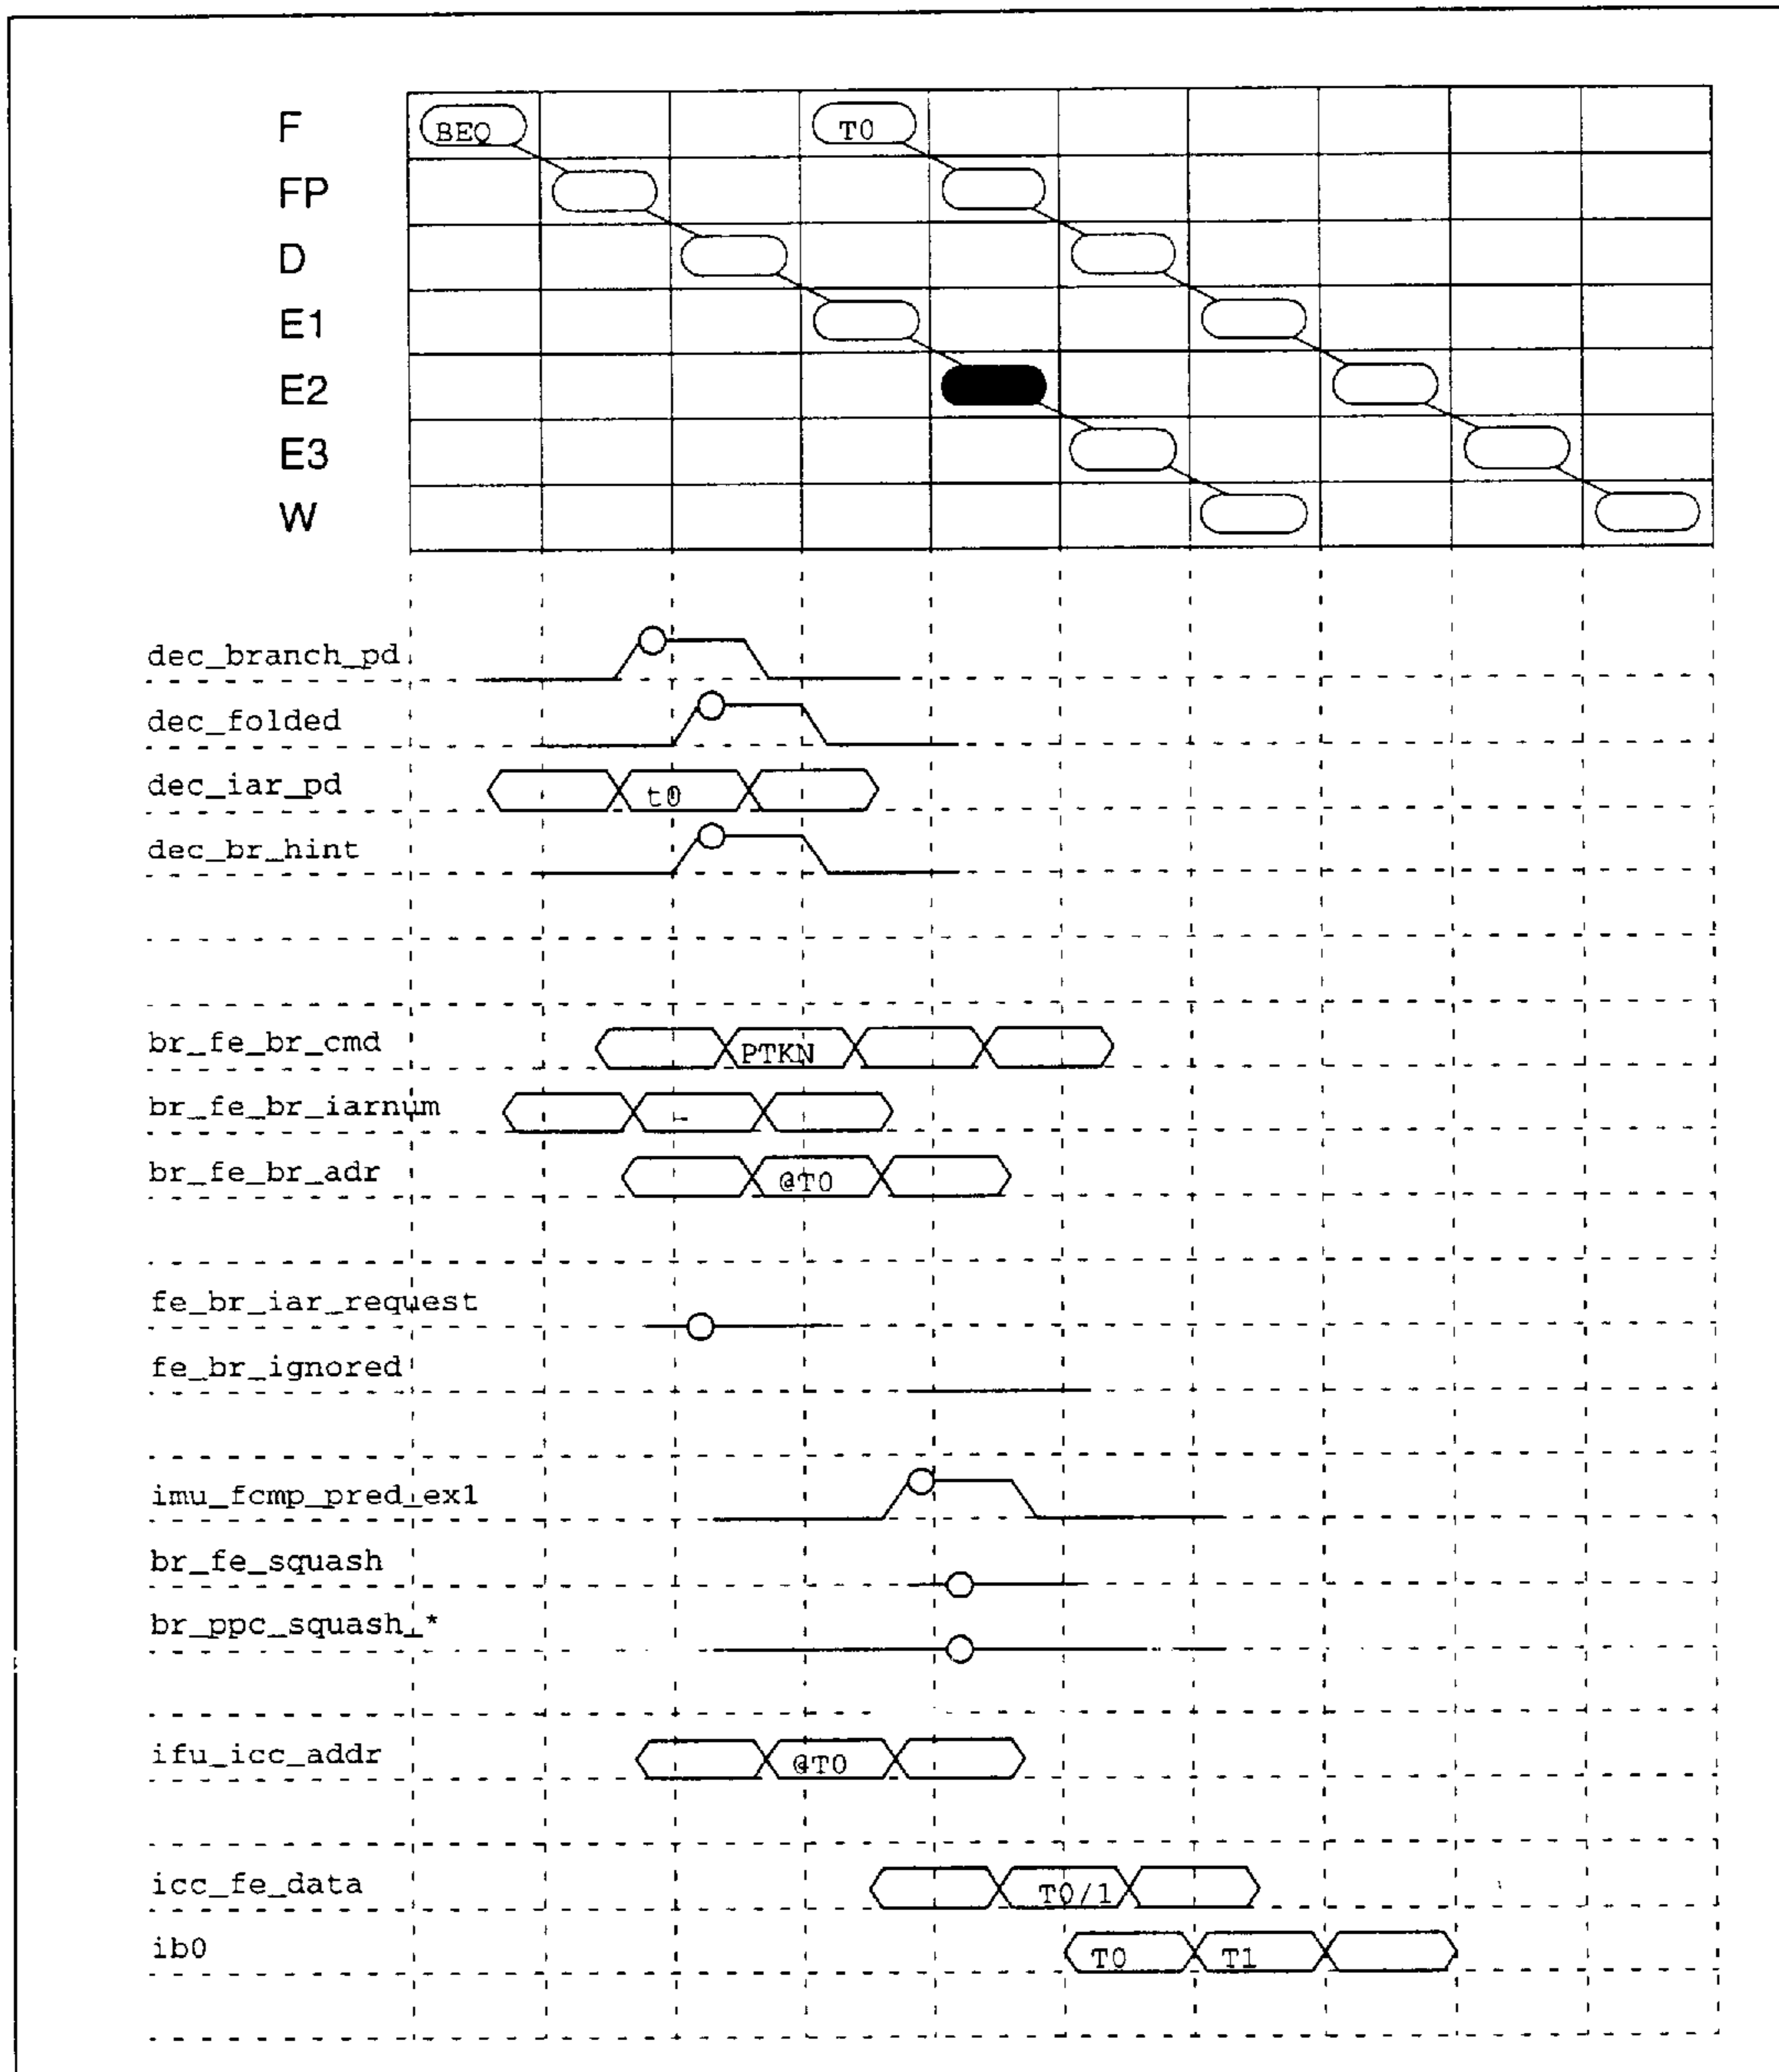 F
BEQ
T0
FP
D
E1
E2
E3
W
dec_branch_pd
dec_folded
dec_iar_pd
t0
dec_br_hint
br_fe_br_cmd
PTKN
br_fe_br_iarnum
-
br_fe_br_adr
@T0
fe_br_iar_request
fe_br_ignored
imu_fcmp_pred_ex1
br_fe_squash
br_ppc_squash_*
ifu_icc_addr
@T0
icc_fe_data
T0/1
ib0
T0
T1